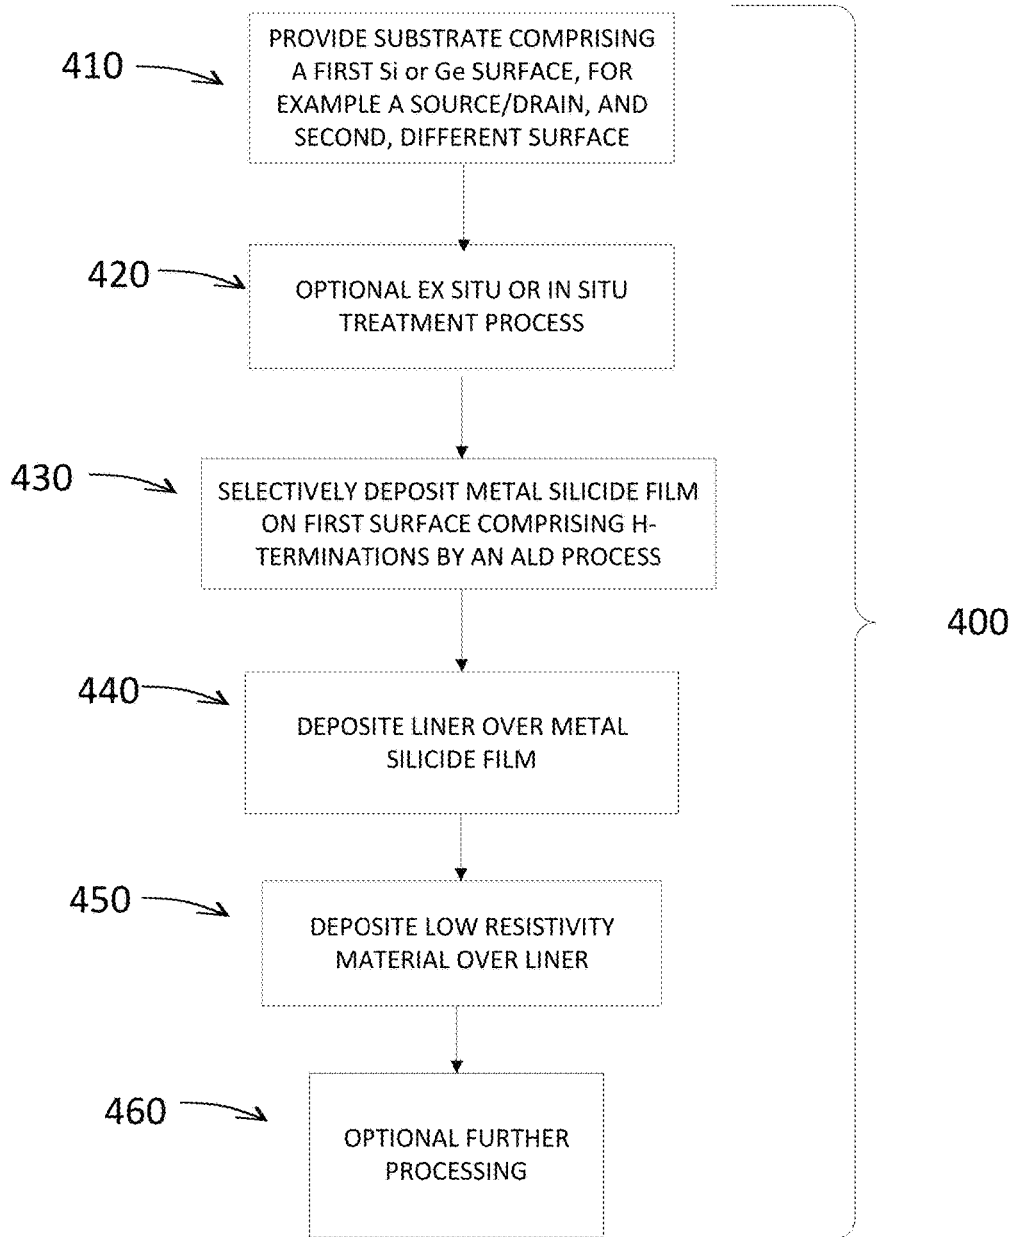 410
PROVIDE SUBSTRATE COMPRISING
A FIRST Si or Ge SURFACE, FOR
EXAMPLE A SOURCE/DRAIN, AND
SECOND, DIFFERENT SURFACE
420
OPTIONAL EX SITU OR IN SITU
TREATMENT PROCESS
430
SELECTIVELY DEPOSIT METAL SILICIDE FILM
ON FIRST SURFACE COMPRISING H-
TERMINATIONS BY AN ALD PROCESS
400
440
DEPOSITE LINER OVER METAL
SILICIDE FILM
450
DEPOSITE LOW RESISTIVITY
MATERIAL OVER LINER
460
OPTIONAL FURTHER
PROCESSING